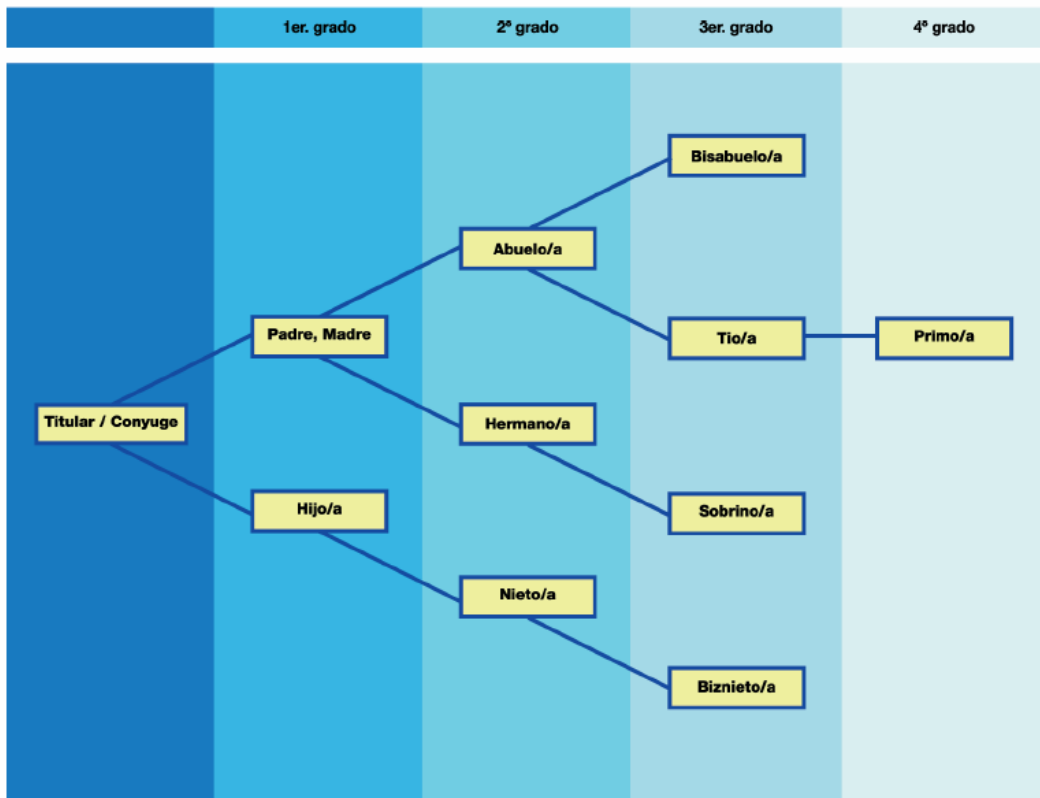 1er. grado
2º grado
3er. grado
4º grado
Bisabuelo/a
Abuelo/a
Padre, Madre
Tio/a
Primo/a
Titular / Conyuge
Hermano/a
Hijo/a
Sobrino/a
Nieto/a
Biznieto/a